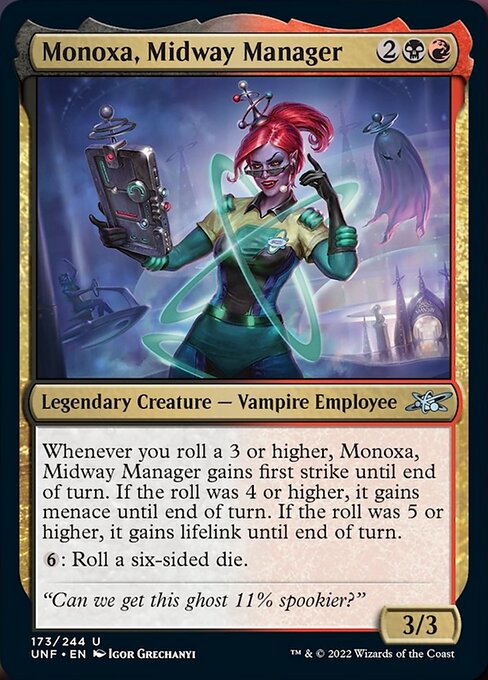 Monoxa, Midway Manager 2
Legendary Creature — Vampire Employee
Whenever you roll a 3 or higher, Monoxa,
Midway Manager gains first strike until end
of turn. If the roll was 4 or higher, it gains
menace until end of turn. If the roll was 5 or
higher, it gains lifelink until end of turn.
6: Roll a six-sided die.
“Can we get this ghost 11% spookier?”
3/3
173/244 U
UNF • EN Igor Grechanyi
™ & © 2022 Wizards of the Coast